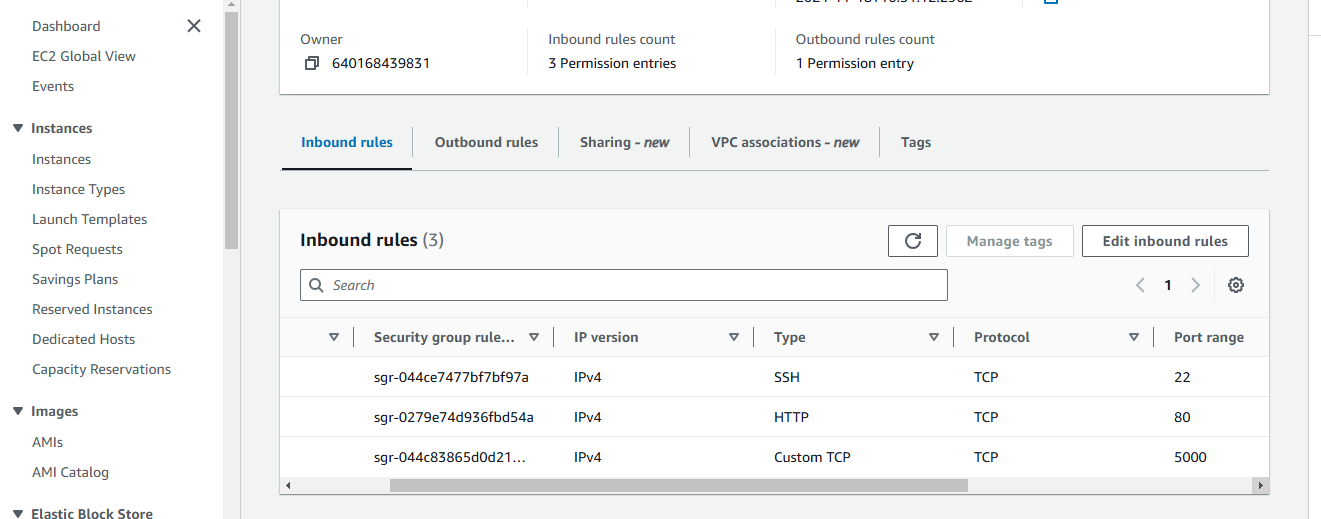 Dashboard
EC2 Global View
Events
Instances
Instances
Instance Types
Launch Templates
Spot Requests
Savings Plans
Reserved Instances
Dedicated Hosts
Capacity Reservations
Images
AMIs
AMI Catalog
Elastic Block Store
Owner
640168439831
Inbound rules count
3 Permission entries
Outbound rules count
1 Permission entry
Inbound rules
Outbound rules
Sharing - new
VPC associations - new
Tags
Inbound rules (3)
Manage tags
Edit inbound rules
Search
1
Security group rule... IP version Type Protocol Port range
sgr-044ce7477bf7bf97a IPv4 SSH TCP 22
sgr-0279e74d936fbd54a IPv4 HTTP TCP 80
sgr-044c83865d0d21... IPv4 Custom TCP TCP 5000